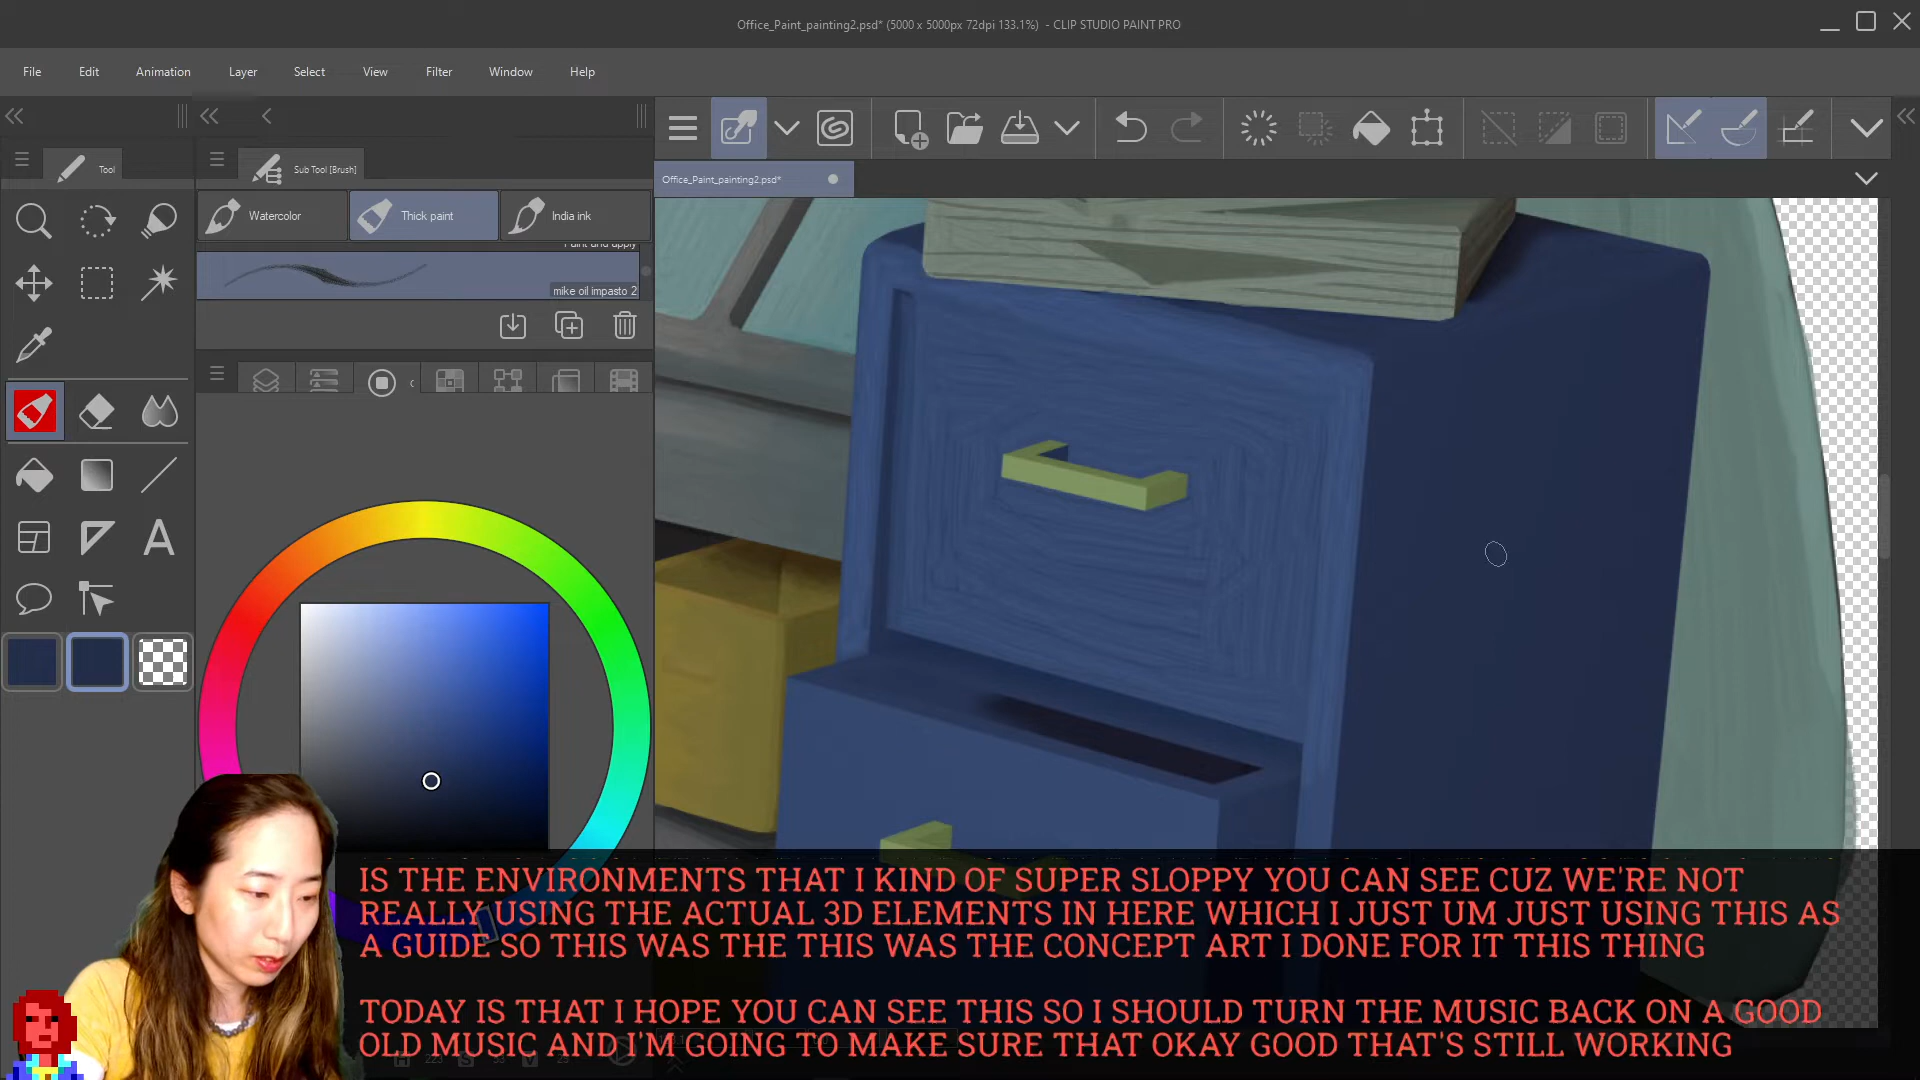 Office_Paint_painting2.psd* (5000 x 5000px 72dpi 133.1%) - CLIP STUDIO PAINT PRO
File Edit Animation Layer Select View Filter Window Help
Tool
Sub Tool [Brush]
Office_Paint_painting2.psd*
Watercolor Thick paint India ink
Paint and apply
mike oil impasto 2
IS THE ENVIRONMENTS THAT I KIND OF SUPER SLOPPY YOU CAN SEE CUZ WE'RE NOT
REALLY USING THE ACTUAL 3D ELEMENTS IN HERE WHICH I JUST UM JUST USING THIS AS
A GUIDE SO THIS WAS THE THIS WAS THE CONCEPT ART I DONE FOR IT THIS THING
TODAY IS THAT I HOPE YOU CAN SEE THIS SO I SHOULD TURN THE MUSIC BACK ON A GOOD
OLD MUSIC AND I'M GOING TO MAKE SURE THAT OKAY GOOD THAT'S STILL WORKING